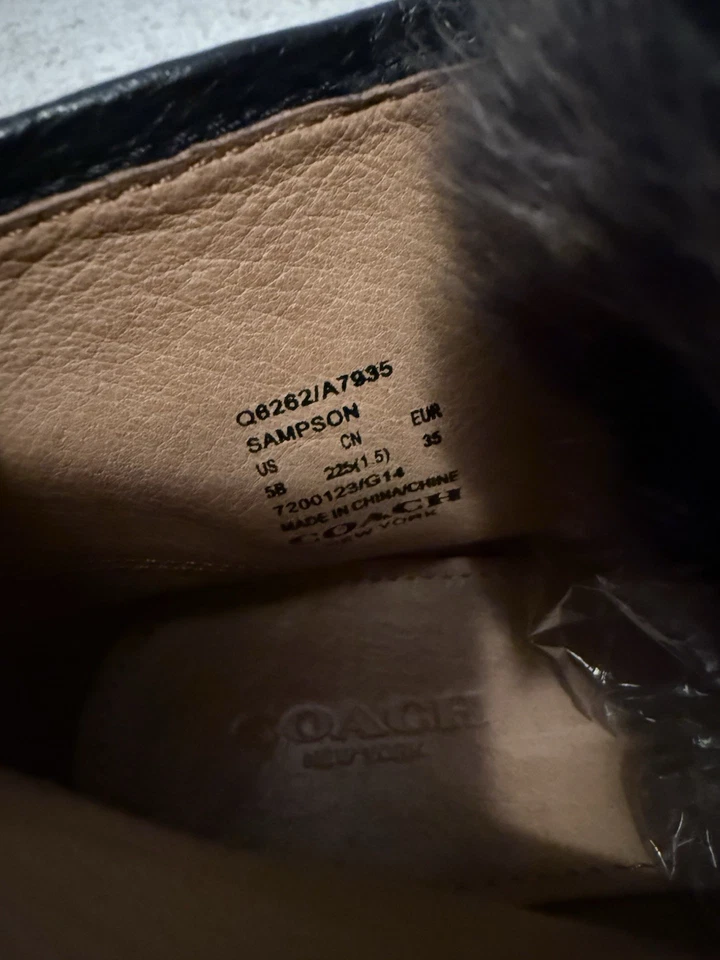 Q6262/A7935
SAMPSON
US CN EUR
5B 225(1.5) 35
7200123/G14
MADE IN CHINA/CHINE
COACH
NEW YORK
COACH
NEW YORK